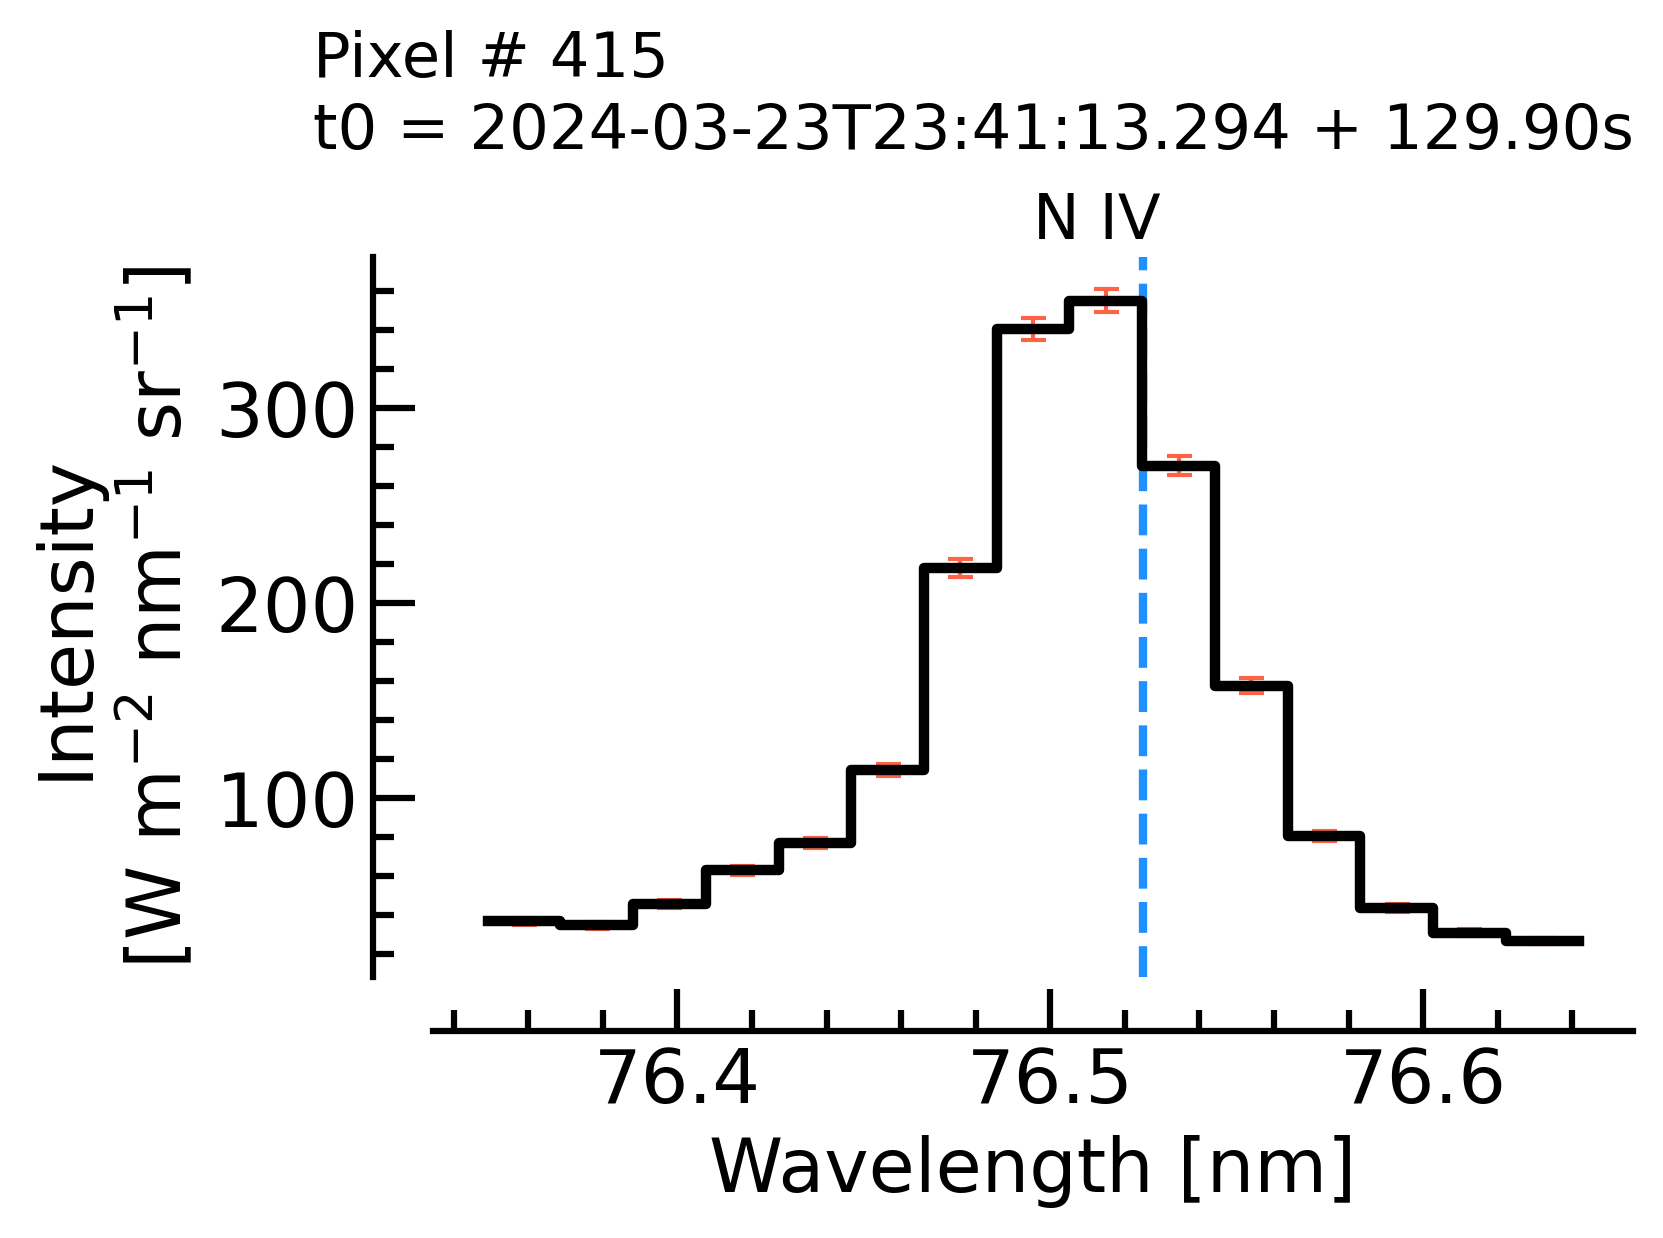 Pixel # 415
t0 = 2024-03-23T23:41:13.294 + 129.90s
N IV
Intensity
[W m⁻² nm⁻¹ sr⁻¹]
300
200
100
76.4 76.5 76.6
Wavelength [nm]